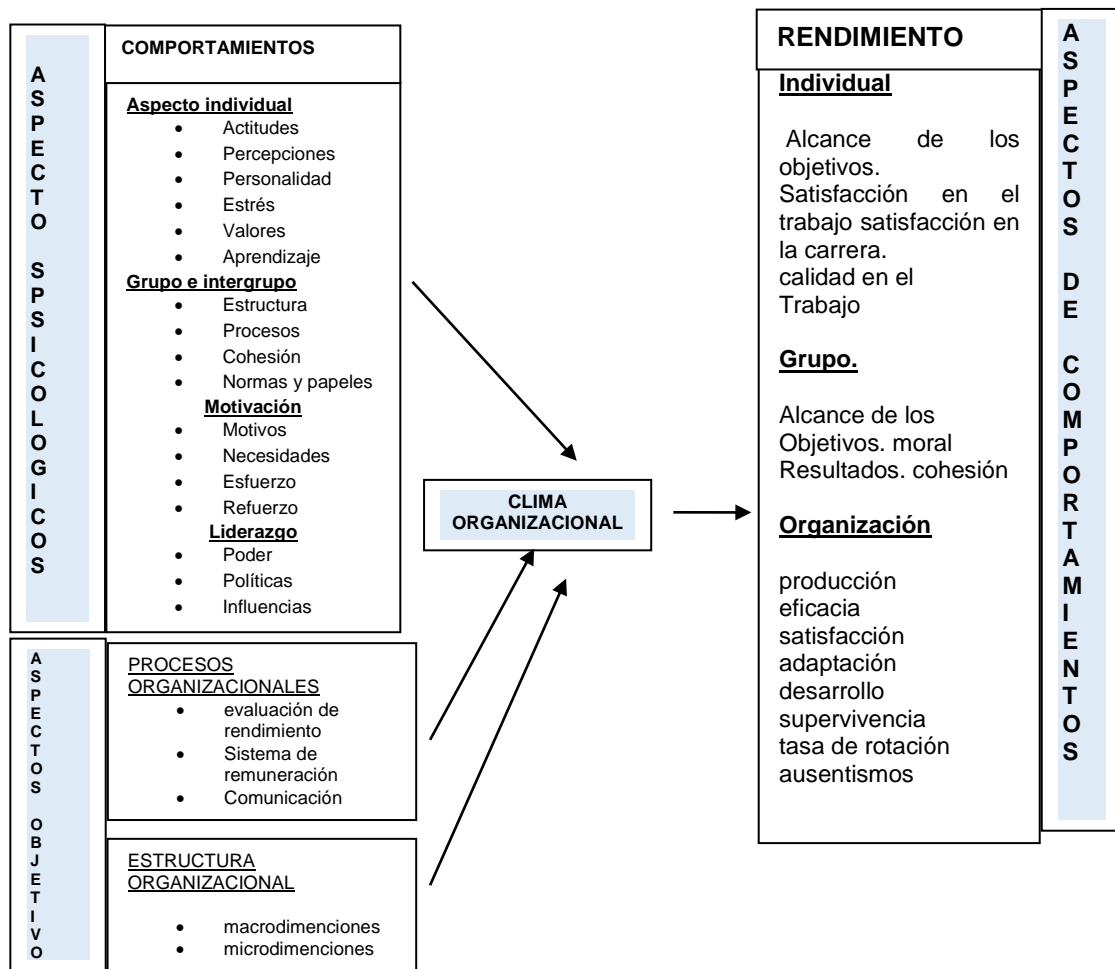 ASPECTO SPSICOLOGICOS
COMPORTAMIENTOS
Aspecto individual
• Actitudes
• Percepciones
• Personalidad
• Estrés
• Valores
• Aprendizaje
Grupo e intergrupo
• Estructura
• Procesos
• Cohesión
• Normas y papeles
Motivación
• Motivos
• Necesidades
• Esfuerzo
• Refuerzo
Liderazgo
• Poder
• Políticas
• Influencias
ASPECTOS OBJETIVO
PROCESOS
ORGANIZACIONALES
• evaluación de
rendimiento
• Sistema de
remuneración
• Comunicación
ESTRUCTURA
ORGANIZACIONAL
• macrodimenciones
• microdimenciones
CLIMA
ORGANIZACIONAL
RENDIMIENTO
Individual
Alcance de los
objetivos.
Satisfacción en el
trabajo satisfacción en
la carrera.
calidad en el
Trabajo
Grupo.
Alcance de los
Objetivos. moral
Resultados. cohesión
Organización
producción
eficacia
satisfacción
adaptación
desarrollo
supervivencia
tasa de rotación
ausentismos
ASPECTOS DE COMPORTAMIENTOS